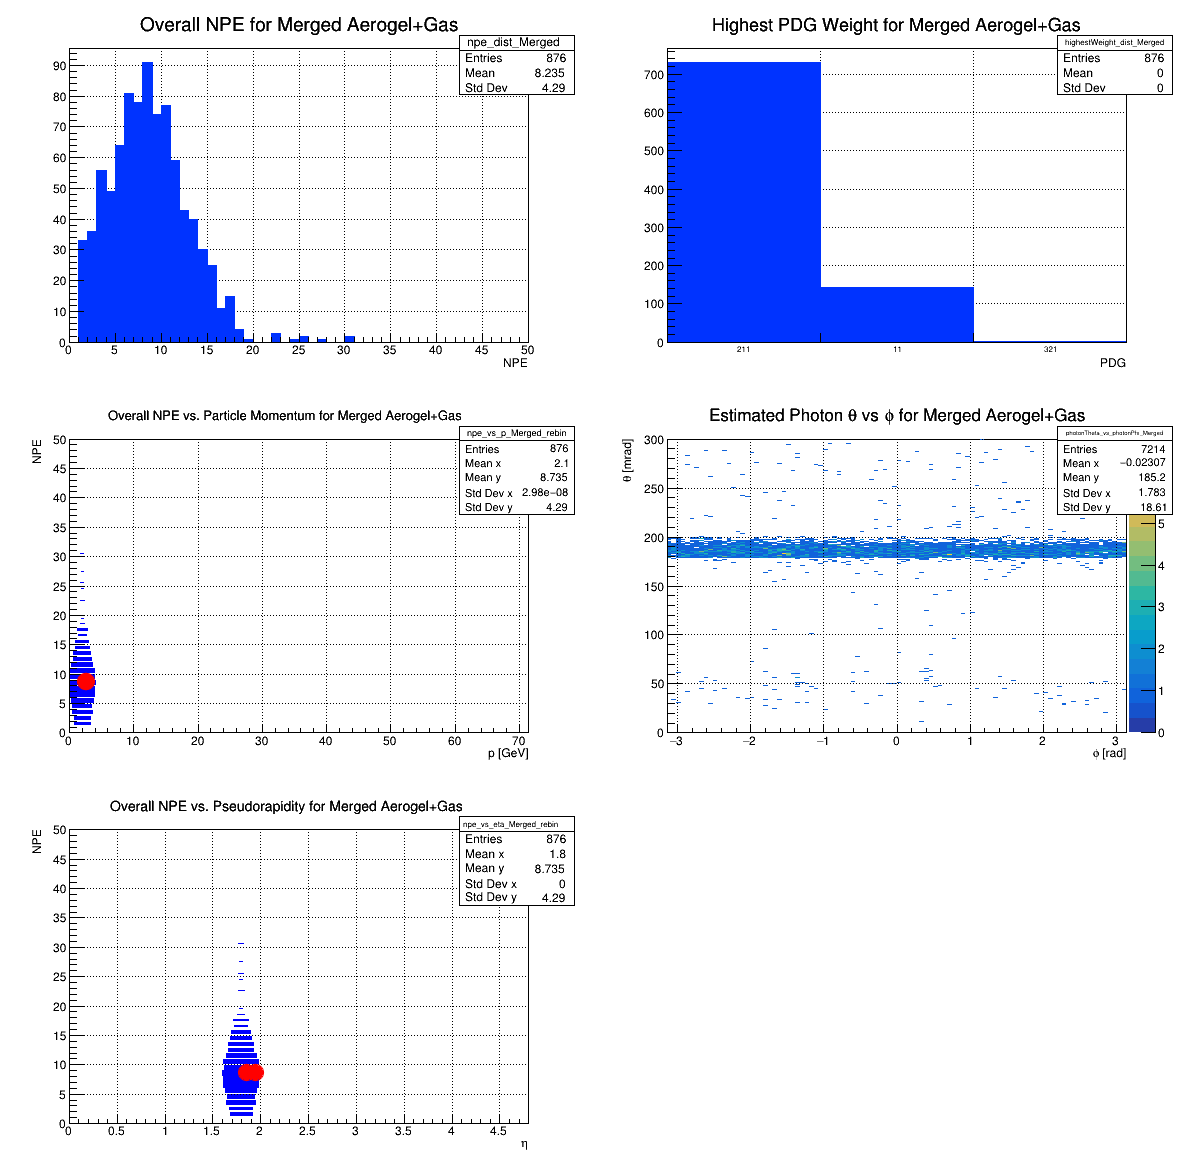 Overall NPE for Merged Aerogel+Gas
npe_dist_Merged
Entries 876
Mean 8.235
Std Dev 4.29
90
80
70
60
50
40
30
20
10
0
0 5 10 15 20 25 30 35 40 45 50
NPE
Highest PDG Weight for Merged Aerogel+Gas
highestWeight_dist_Merged
Entries 876
Mean 0
Std Dev 0
700
600
500
400
300
200
100
0
211 11 321
PDG
Overall NPE vs. Particle Momentum for Merged Aerogel+Gas
npe_vs_p_Merged_rebin
Entries 876
Mean x 2.1
Mean y 8.735
Std Dev x 2.98e−08
Std Dev y 4.29
NPE
50
45
40
35
30
25
20
15
10
5
0
0 10 20 30 40 50 60 70
p [GeV]
Estimated Photon θ vs ϕ for Merged Aerogel+Gas
photonTheta_vs_photonPhi_Merged
Entries 7214
Mean x −0.02307
Mean y 185.2
Std Dev x 1.783
Std Dev y 18.61
θ [mrad]
300
250
200
150
100
50
0
−3 −2 −1 0 1 2 3
ϕ [rad]
5
4
3
2
1
0
Overall NPE vs. Pseudorapidity for Merged Aerogel+Gas
npe_vs_eta_Merged_rebin
Entries 876
Mean x 1.8
Mean y 8.735
Std Dev x 0
Std Dev y 4.29
NPE
50
45
40
35
30
25
20
15
10
5
0
0 0.5 1 1.5 2 2.5 3 3.5 4 4.5
η